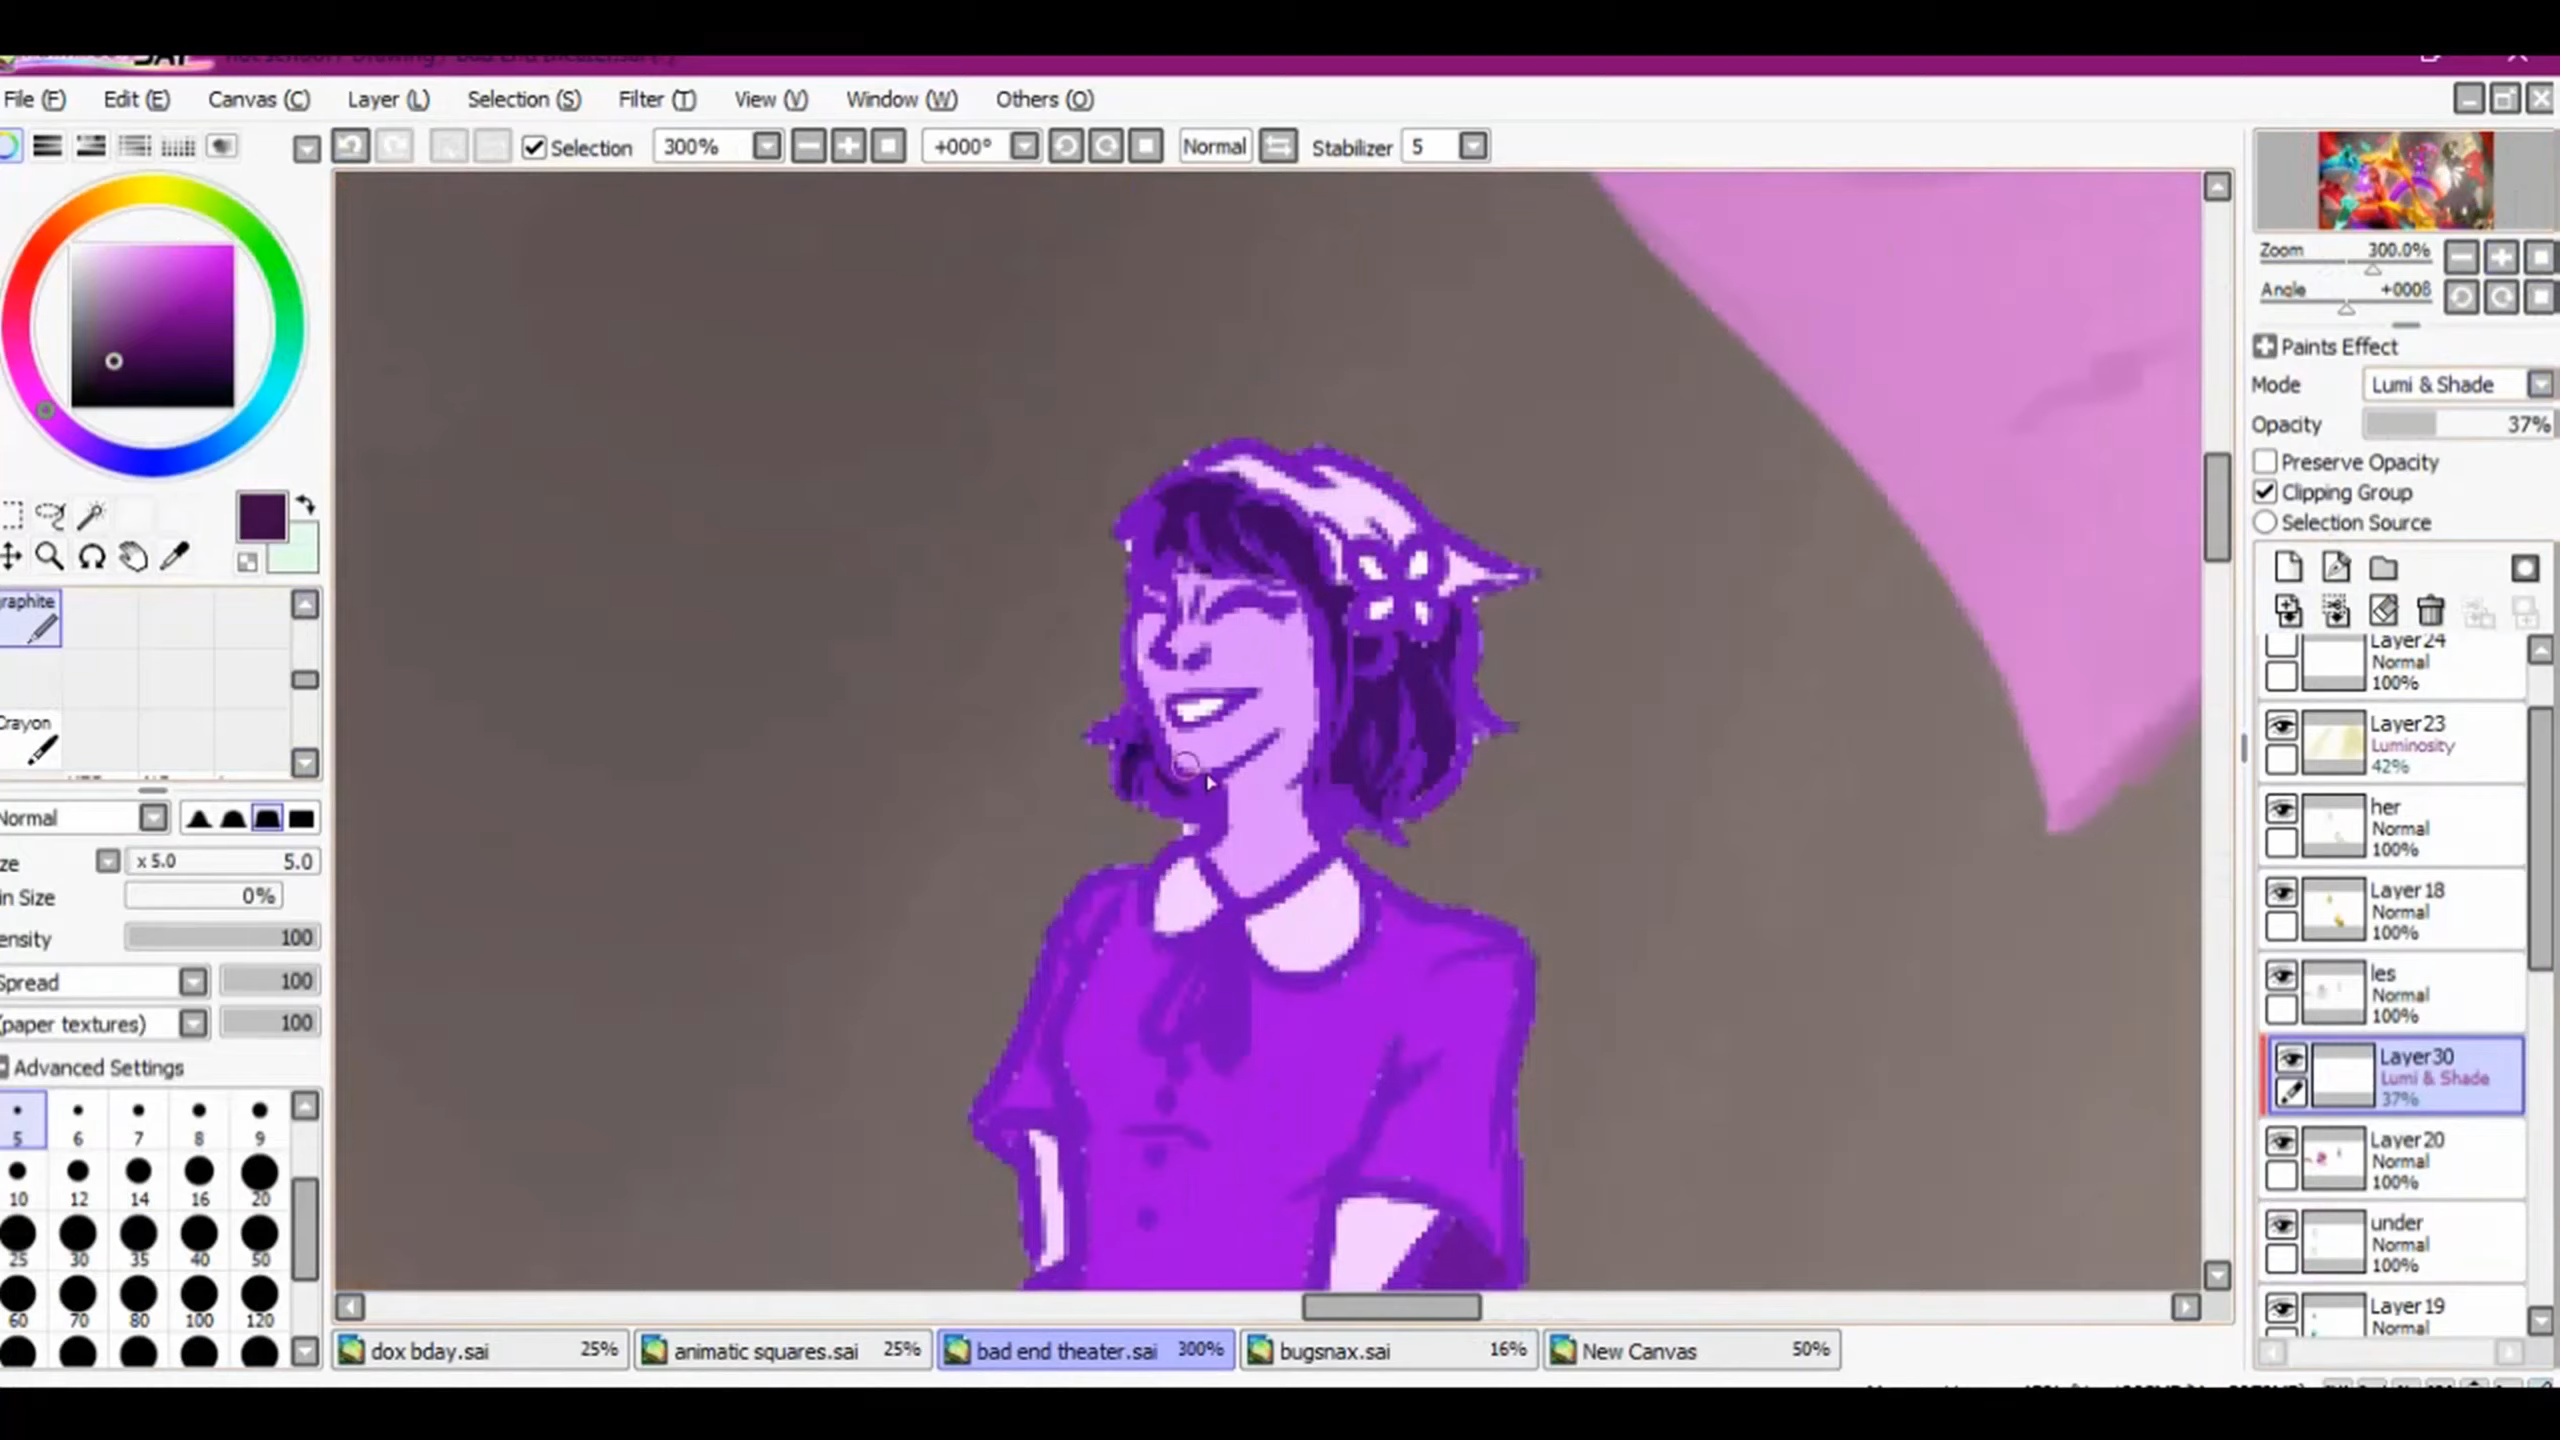 SAI
File (F) Edit (E) Canvas (C) Layer (L) Selection (S) Filter (T) View (V) Window (W) Others (O)
Selection 300% +000° Normal Stabilizer 5
Zoom 300.0%
Angle
Paints Effect
Mode Lumi & Shade
Opacity 37%
Preserve Opacity
Clipping Group
Selection Source
raphite
Crayon
Normal
ze x 5.0 5.0
in Size 0%
ensity 100
Spread 100
(paper textures) 100
Advanced Settings
5 6 7 8 9
10 12 14 16 20
25 30 35 40 50
60 70 80 100 120
Layer24
Normal
100%
Layer23
Luminosity
42%
her
Normal
100%
Layer18
Normal
100%
les
Normal
100%
Layer30
Lumi & Shade
37%
Layer20
Normal
100%
under
Normal
100%
Layer19
Normal
dox bday.sai 25% animatic squares.sai 25% bad end theater.sai 300% bugsnax.sai 16% New Canvas 50%